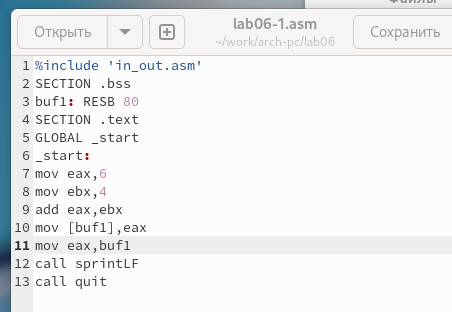 Файлы
Открыть
lab06-1.asm
~/work/arch-pc/lab06
Сохранить
1 %include 'in_out.asm'
2 SECTION .bss
3 buf1: RESB 80
4 SECTION .text
5 GLOBAL _start
6 _start:
7 mov eax,6
8 mov ebx,4
9 add eax,ebx
10 mov [buf1],eax
11 mov eax,buf1
12 call sprintLF
13 call quit